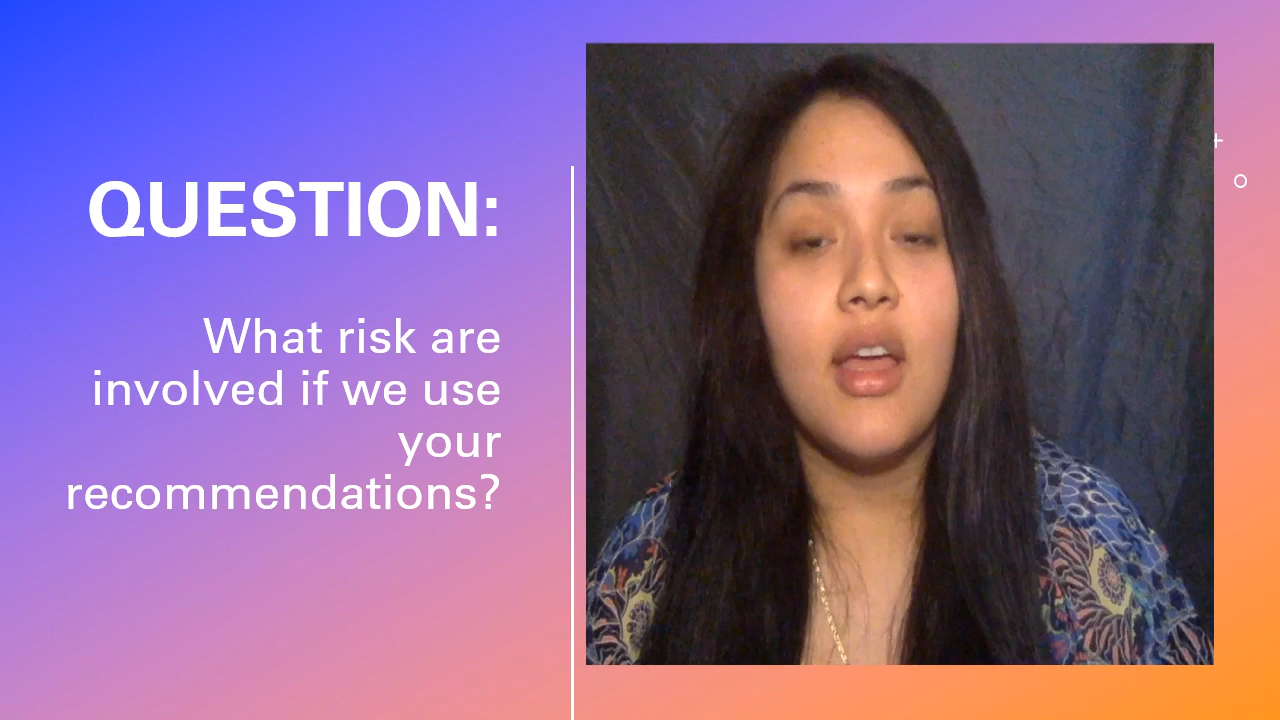 QUESTION:
What risk are
involved if we use
your
recommendations?